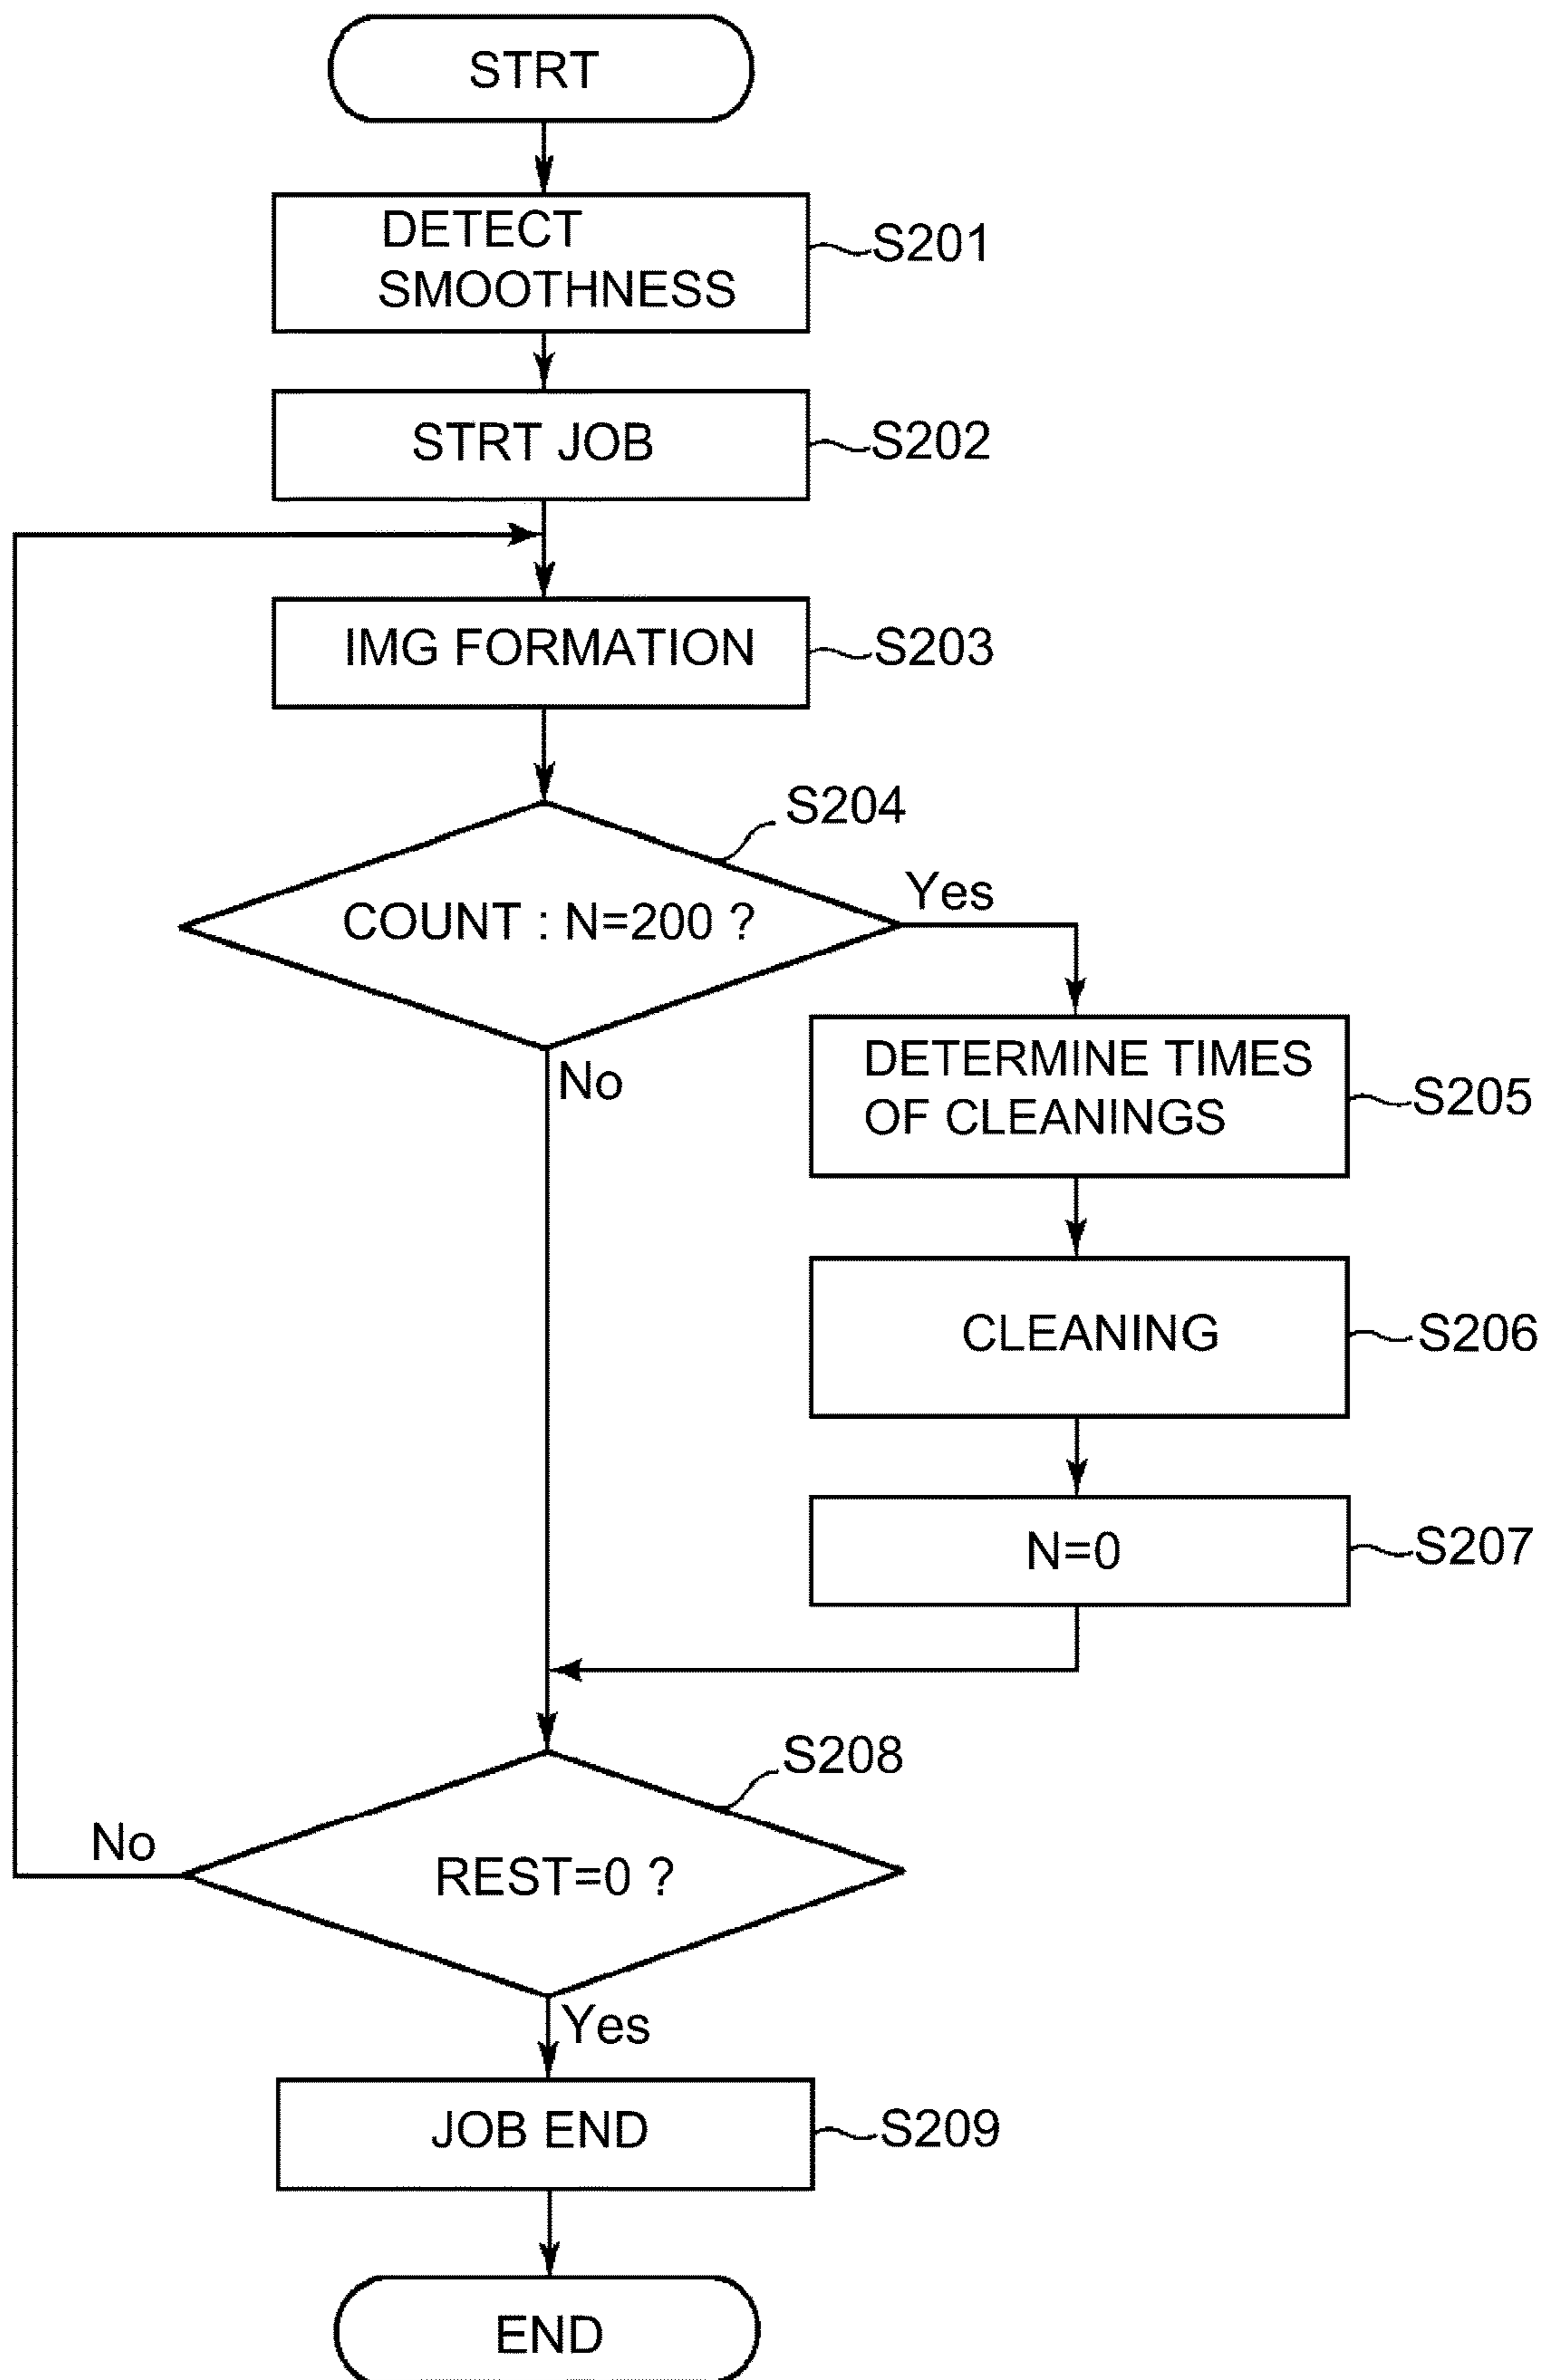 STRT
DETECT
SMOOTHNESS
S201
STRT JOB
S202
IMG FORMATION
S203
S204
COUNT : N=200 ?
Yes
No
DETERMINE TIMES
OF CLEANINGS
S205
CLEANING
S206
N=0
S207
S208
No
REST=0 ?
Yes
JOB END
S209
END